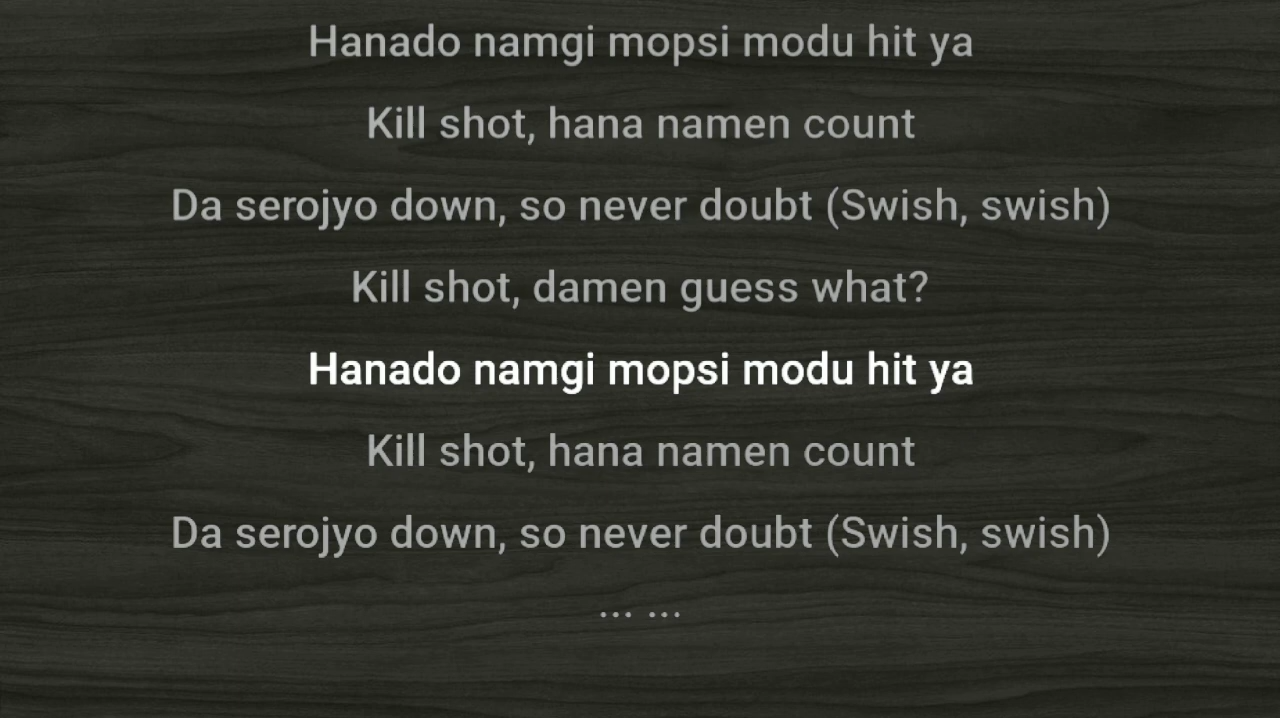 Hanado namgi mopsi modu hit ya
Kill shot, hana namen count
Da serojyo down, so never doubt (Swish, swish)
Kill shot, damen guess what?
Hanado namgi mopsi modu hit ya
Kill shot, hana namen count
Da serojyo down, so never doubt (Swish, swish)
... ...